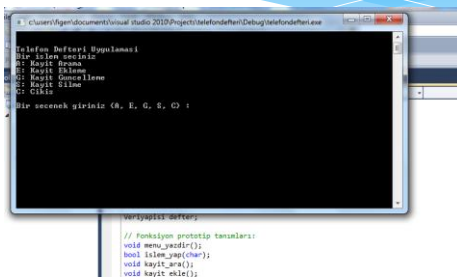 c:\users\figen\documents\visual studio 2010\Projects\telefondefteri\Debug\telefondefteri.exe
Telefon Defteri Uygulamasi
Bir islem seciniz
A: Kayit Arama
E: Kayit Ekleme
G: Kayit Guncelleme
S: Kayit Silme
C: Cikis
Bir secenek giriniz (A, E, G, S, C) :
veriyapisi defter;
// Fonksiyon prototip tanımları:
void menu_yazdir();
bool islem_yap(char);
void kayit_ara();
void kayit_ekle();